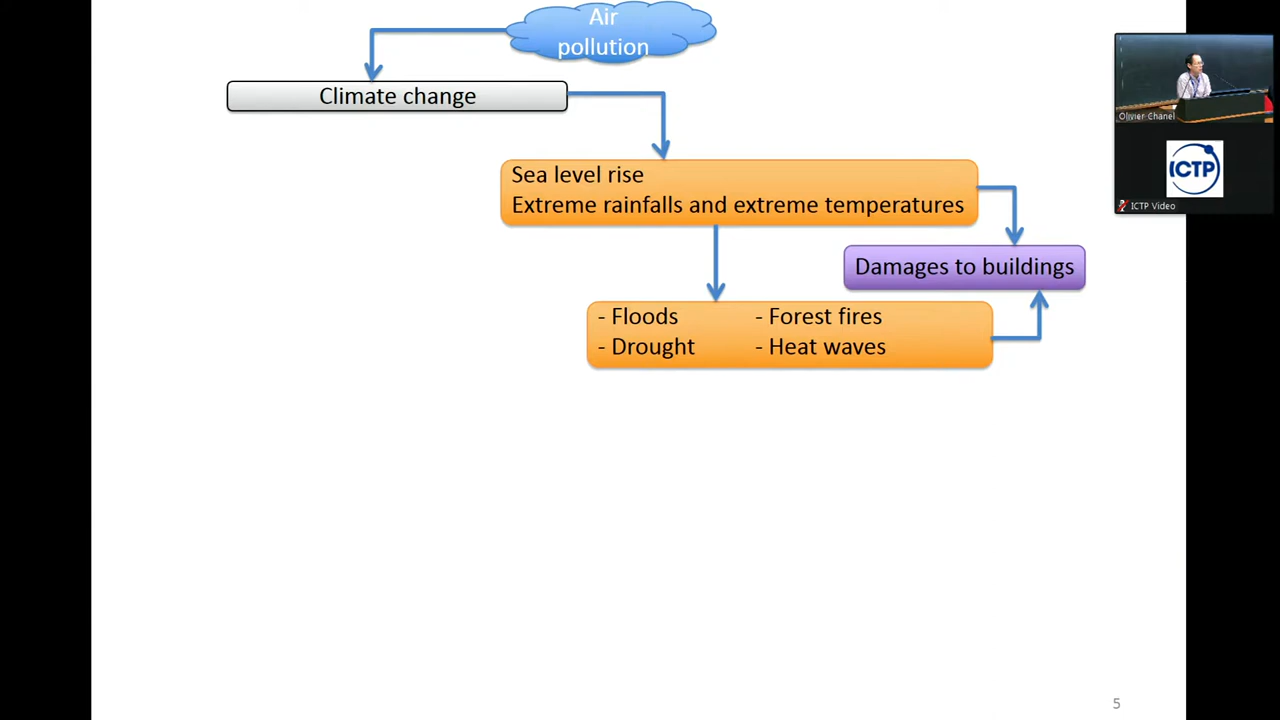 Air
pollution
Climate change
Sea level rise
Extreme rainfalls and extreme temperatures
Damages to buildings
- Floods - Forest fires
- Drought - Heat waves
Olivier Chanel
ICTP
ICTP Video
5